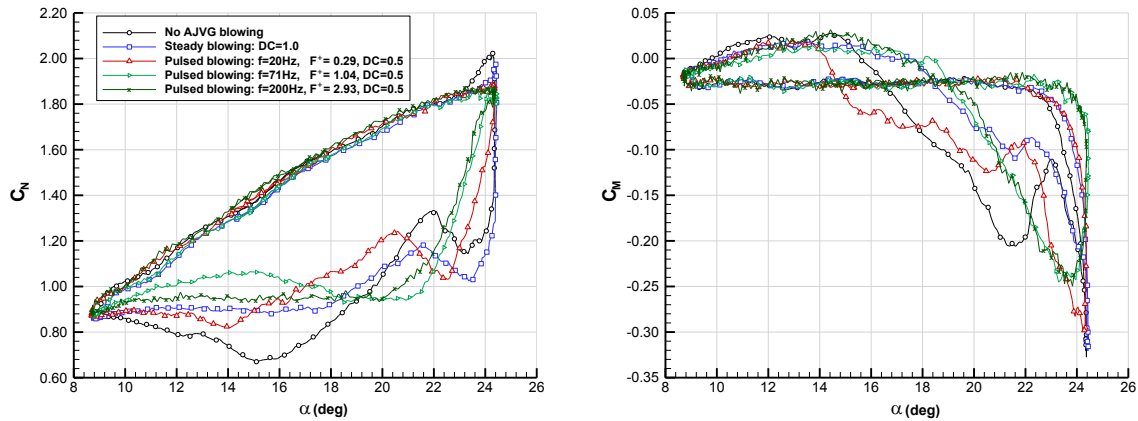 No AJVG blowing
Steady blowing: DC=1.0
Pulsed blowing: f=20Hz, F⁺= 0.29, DC=0.5
Pulsed blowing: f=71Hz, F⁺= 1.04, DC=0.5
Pulsed blowing: f=200Hz, F⁺= 2.93, DC=0.5
C_N
2.20
2.00
1.80
1.60
1.40
1.20
1.00
0.80
0.60
8 10 12 14 16 18 20 22 24 26
α (deg)
C_M
0.05
0.00
-0.05
-0.10
-0.15
-0.20
-0.25
-0.30
-0.35
8 10 12 14 16 18 20 22 24 26
α (deg)